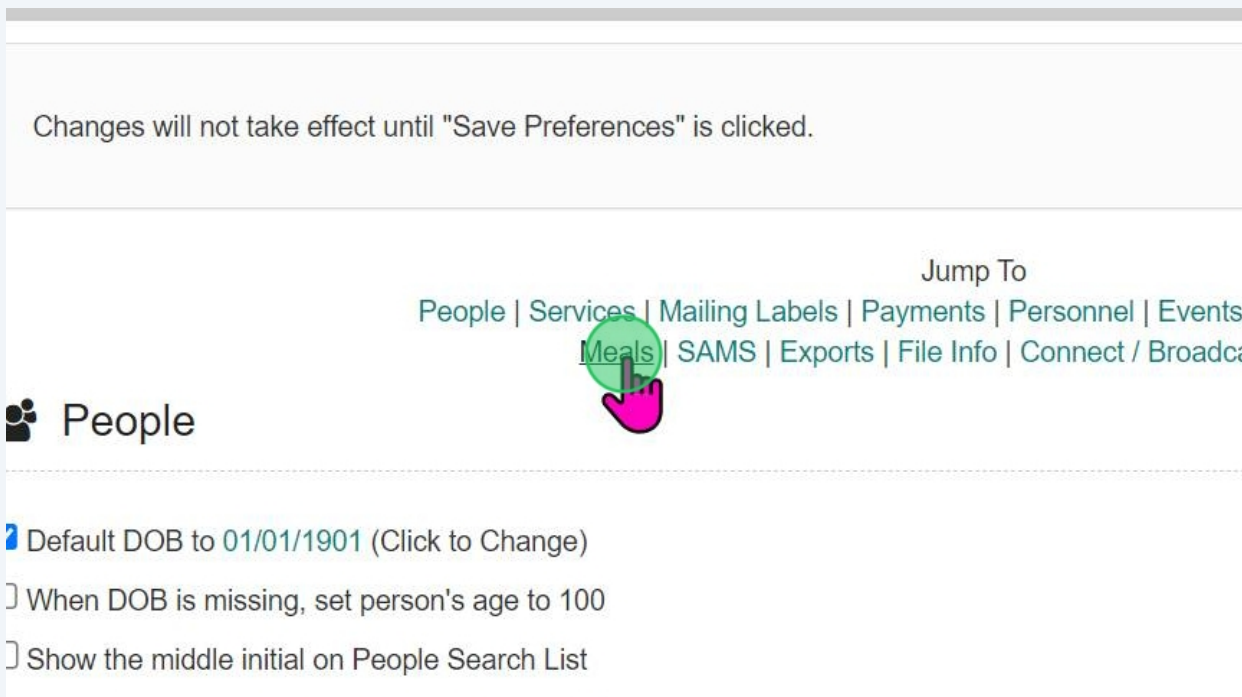 Changes will not take effect until "Save Preferences" is clicked.
Jump To
People | Services | Mailing Labels | Payments | Personnel | Events
Meals | SAMS | Exports | File Info | Connect /
People
Default DOB to 01/01/1901 (Click to Change)
When DOB is missing, set person's age to 100
Show the middle initial on People Search List